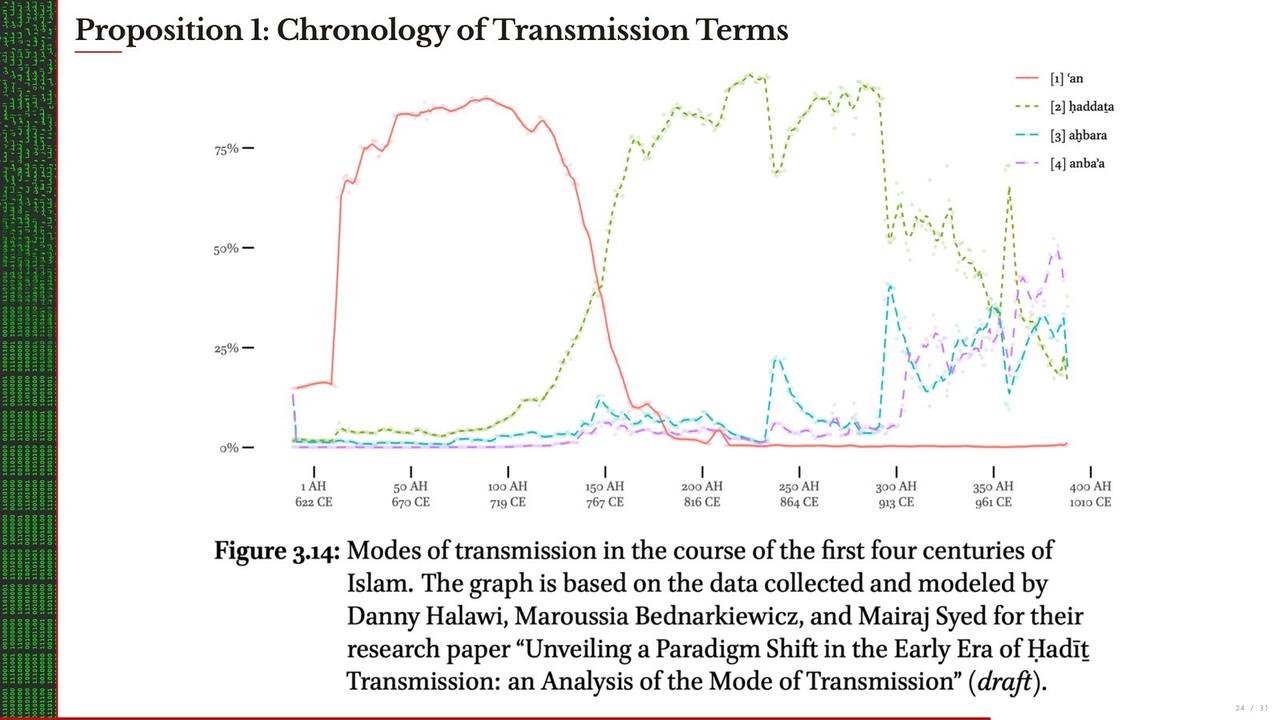 Proposition 1: Chronology of Transmission Terms
[1] ʿan
[2] ḥaddaṯa
[3] aḫbara
[4] anbaʾa
75%
50%
25%
0%
1 AH 50 AH 100 AH 150 AH 200 AH 250 AH 300 AH 350 AH 400 AH
622 CE 670 CE 719 CE 767 CE 816 CE 864 CE 913 CE 961 CE 1010 CE
Figure 3.14: Modes of transmission in the course of the first four centuries of
Islam. The graph is based on the data collected and modeled by
Danny Halawi, Maroussia Bednarkiewicz, and Mairaj Syed for their
research paper “Unveiling a Paradigm Shift in the Early Era of Ḥadīṯ
Transmission: an Analysis of the Mode of Transmission” (draft).
24 / 31